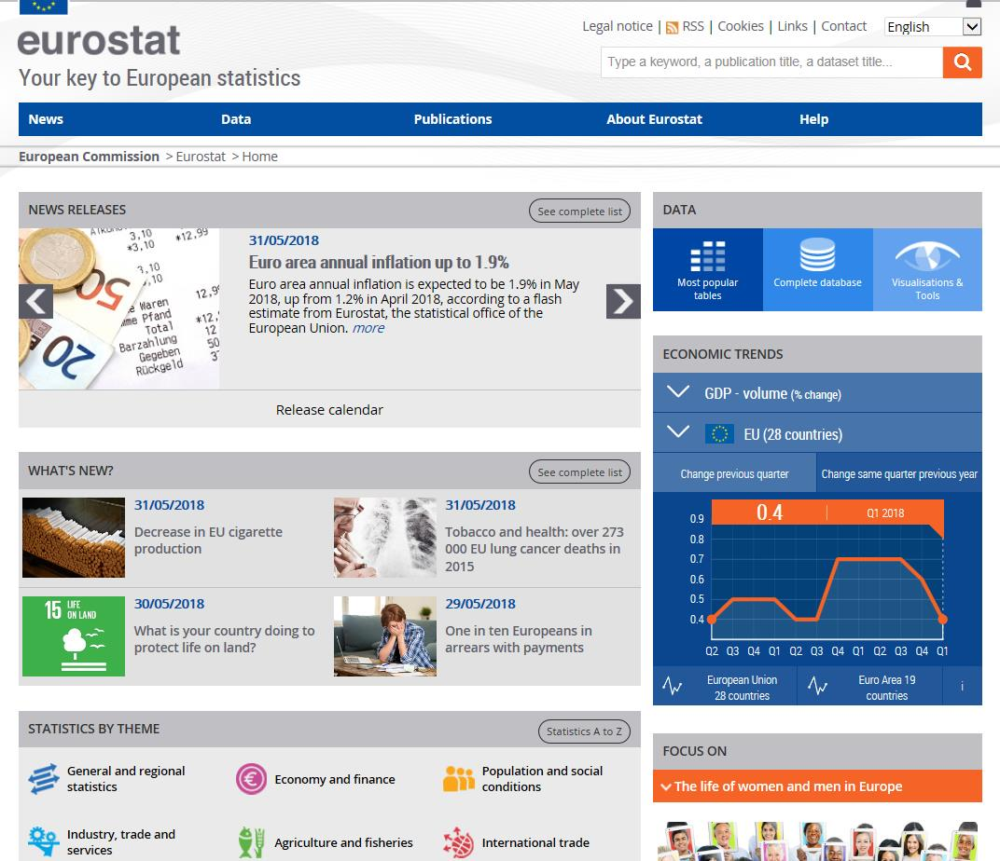 Legal notice | RSS | Cookies | Links | Contact English
eurostat
Type a keyword, a publication title, a dataset title...
Your key to European statistics
News Data Publications About Eurostat Help
European Commission > Eurostat > Home
NEWS RELEASES See complete list
3,10 *12,99
*3,10
3,10
,10
50
20
Waren 12,9
Pfand
Total *12,
Barzahlung 12
Gegeben 50
Rückgeld
31/05/2018
Euro area annual inflation up to 1.9%
Euro area annual inflation is expected to be 1.9% in May
2018, up from 1.2% in April 2018, according to a flash
estimate from Eurostat, the statistical office of the
European Union. more
Release calendar
WHAT'S NEW? See complete list
31/05/2018
Decrease in EU cigarette
production
31/05/2018
Tobacco and health: over 273
000 EU lung cancer deaths in
2015
15 LIFE
ON LAND
30/05/2018
What is your country doing to
protect life on land?
29/05/2018
One in ten Europeans in
arrears with payments
STATISTICS BY THEME Statistics A to Z
General and regional
statistics
Economy and finance
Population and social
conditions
Industry, trade and
services
Agriculture and fisheries
International trade
DATA
Most popular
tables
Complete database
Visualisations &
Tools
ECONOMIC TRENDS
GDP - volume (% change)
EU (28 countries)
Change previous quarter Change same quarter previous year
0.4 Q1 2018
0.9
0.8
0.7
0.6
0.5
0.4
Q2 Q3 Q4 Q1 Q2 Q3 Q4 Q1 Q2 Q3 Q4 Q1
European Union
28 countries
Euro Area 19
countries
i
FOCUS ON
The life of women and men in Europe